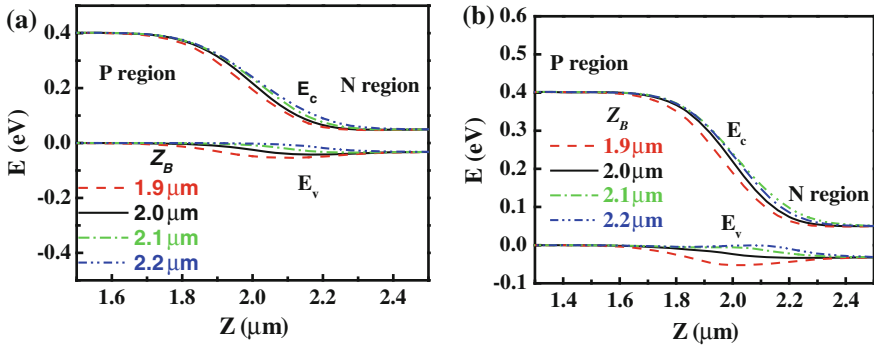 (a)
0.4
0.2
0.0
-0.2
-0.4
E (eV)
P region
N region
E_c
E_v
Z_B
1.9 μm
2.0 μm
2.1 μm
2.2 μm
1.6
1.8
2.0
2.2
2.4
Z (μm)
(b)
0.6
0.5
0.4
0.3
0.2
0.1
0.0
-0.1
E (eV)
P region
Z_B
1.9 μm
2.0 μm
2.1 μm
2.2 μm
E_c
N region
E_v
1.4
1.6
1.8
2.0
2.2
2.4
Z (μm)